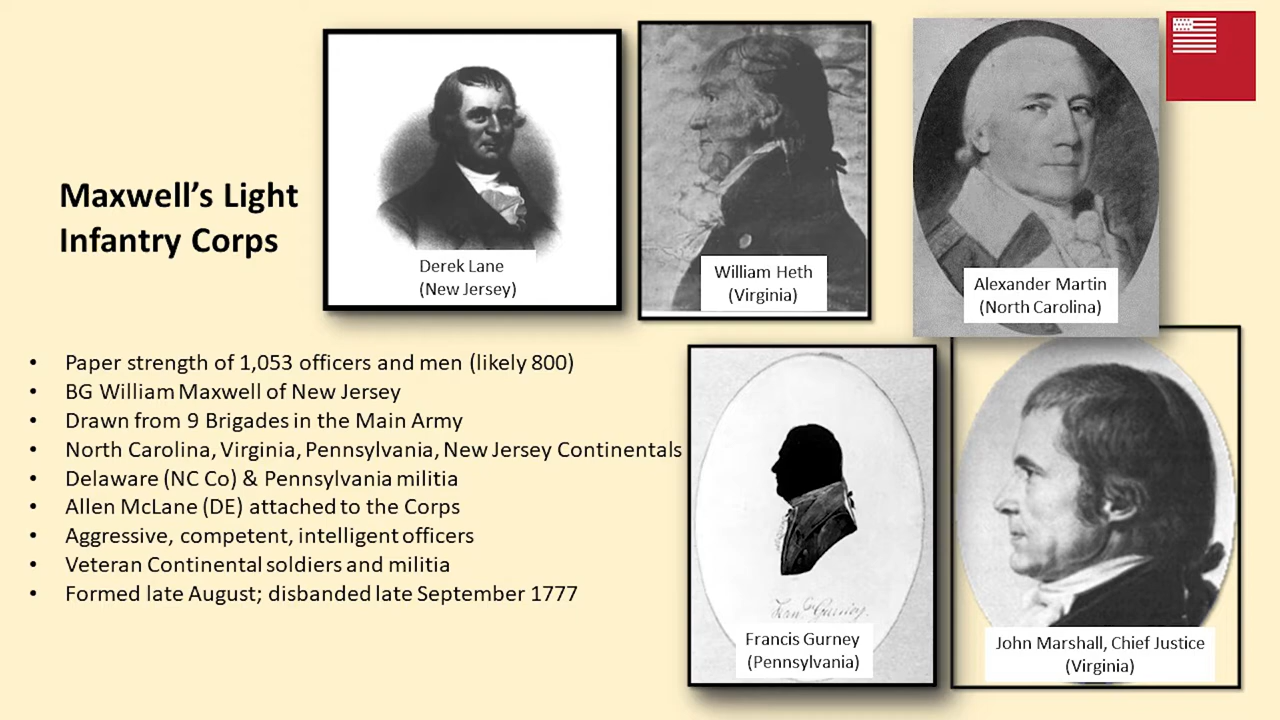 Maxwell’s Light
Infantry Corps
Derek Lane
(New Jersey)
William Heth
(Virginia)
Alexander Martin
(North Carolina)
• Paper strength of 1,053 officers and men (likely 800)
• BG William Maxwell of New Jersey
• Drawn from 9 Brigades in the Main Army
• North Carolina, Virginia, Pennsylvania, New Jersey Continentals
• Delaware (NC Co) & Pennsylvania militia
• Allen McLane (DE) attached to the Corps
• Aggressive, competent, intelligent officers
• Veteran Continental soldiers and militia
• Formed late August; disbanded late September 1777
Gurney
Francis Gurney
(Pennsylvania)
John Marshall, Chief Justice
(Virginia)